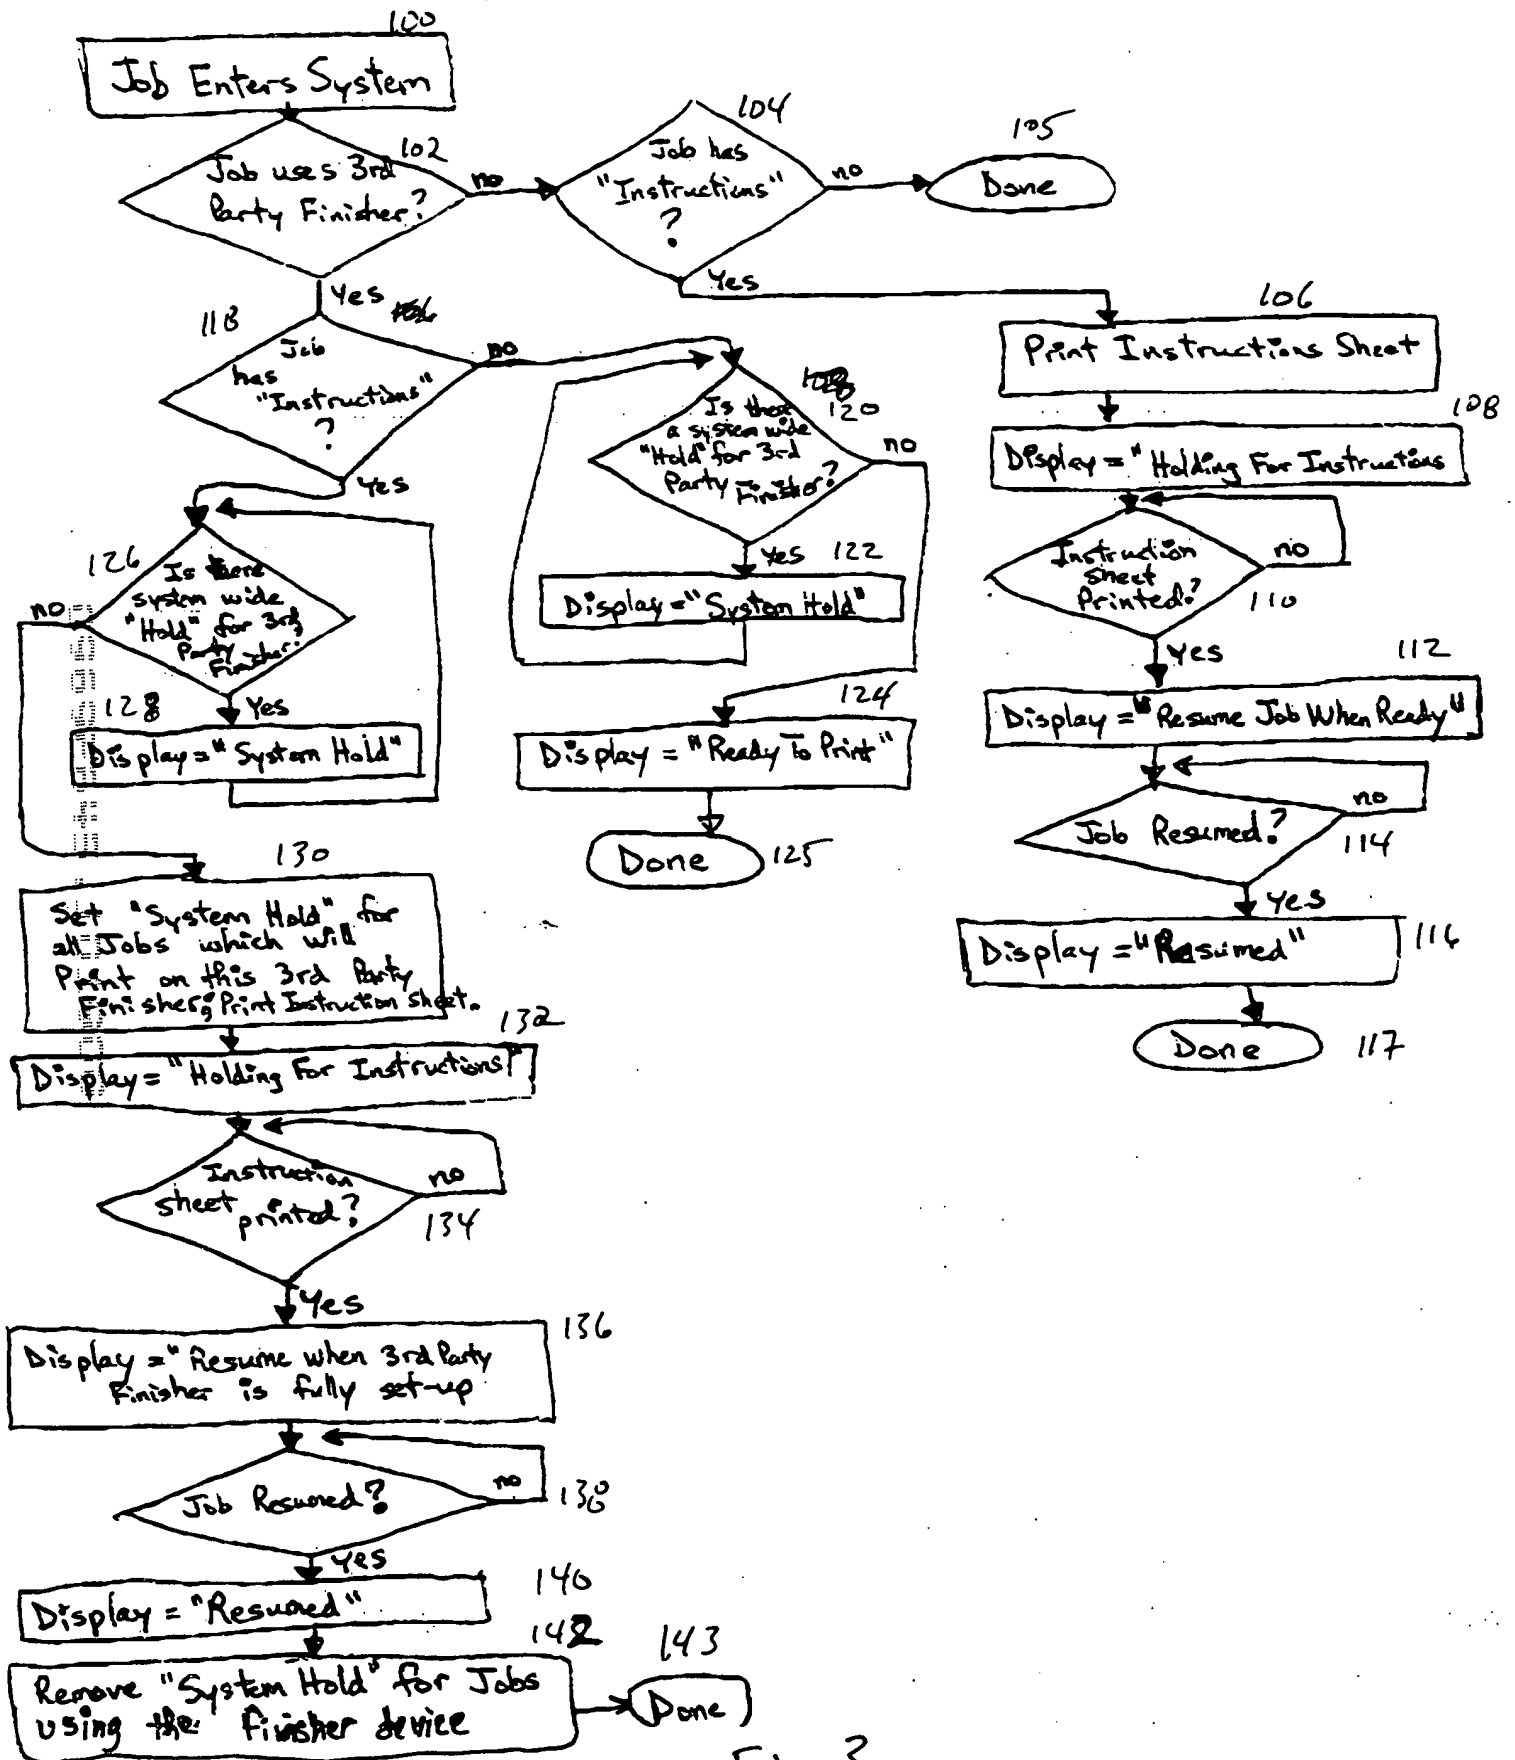 100
Job Enters System
102
Job uses 3rd
Party Finisher?
no
104
Job has
"Instructions"
?
no
105
Done
Yes
Yes
118
Job
has
"Instructions"
?
no
Yes
106
Print Instructions Sheet
108
Display = "Holding For Instructions
Instruction
sheet
Printed?
no
110
Yes
112
Display = "Resume Job When Ready"
Job Resumed?
no
114
Yes
Display = "Resumed"
116
Done
117
120
Is there
a system wide
"Hold" for 3rd
Party Finisher?
no
Yes
122
Display = "System Hold"
124
Display = "Ready To Print"
Done
125
126
Is there
system wide
"Hold" for 3rd
Party
Finisher?
no
128
Yes
Display = "System Hold"
130
Set "System Hold" for
all Jobs which will
Print on this 3rd Party
Finisher; Print Instruction Sheet.
132
Display = "Holding For Instructions"
Instruction
sheet printed?
no
134
Yes
136
Display = "Resume when 3rd Party
Finisher is fully set-up
Job Resumed?
no
138
Yes
140
Display = "Resumed"
142
Remove "System Hold" for Jobs
using the finisher device
143
Done